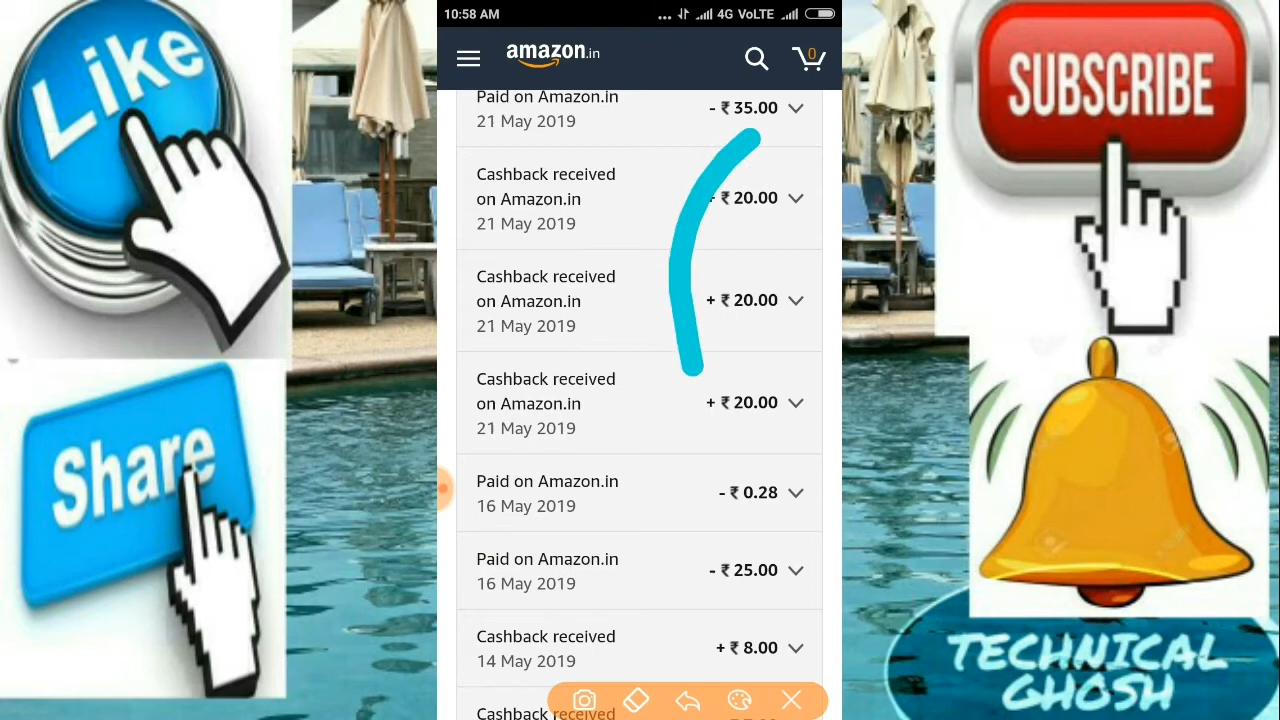 Like
Share
10:58 AM
... 4G VoLTE
amazon.in
0
Paid on Amazon.in
- ₹ 35.00
21 May 2019
Cashback received
on Amazon.in
₹ 20.00
21 May 2019
Cashback received
on Amazon.in
+ ₹ 20.00
21 May 2019
Cashback received
on Amazon.in
+ ₹ 20.00
21 May 2019
Paid on Amazon.in
- ₹ 0.28
16 May 2019
Paid on Amazon.in
- ₹ 25.00
16 May 2019
Cashback received
+ ₹ 8.00
14 May 2019
Cashback received
SUBSCRIBE
TECHNICAL
GHOSH